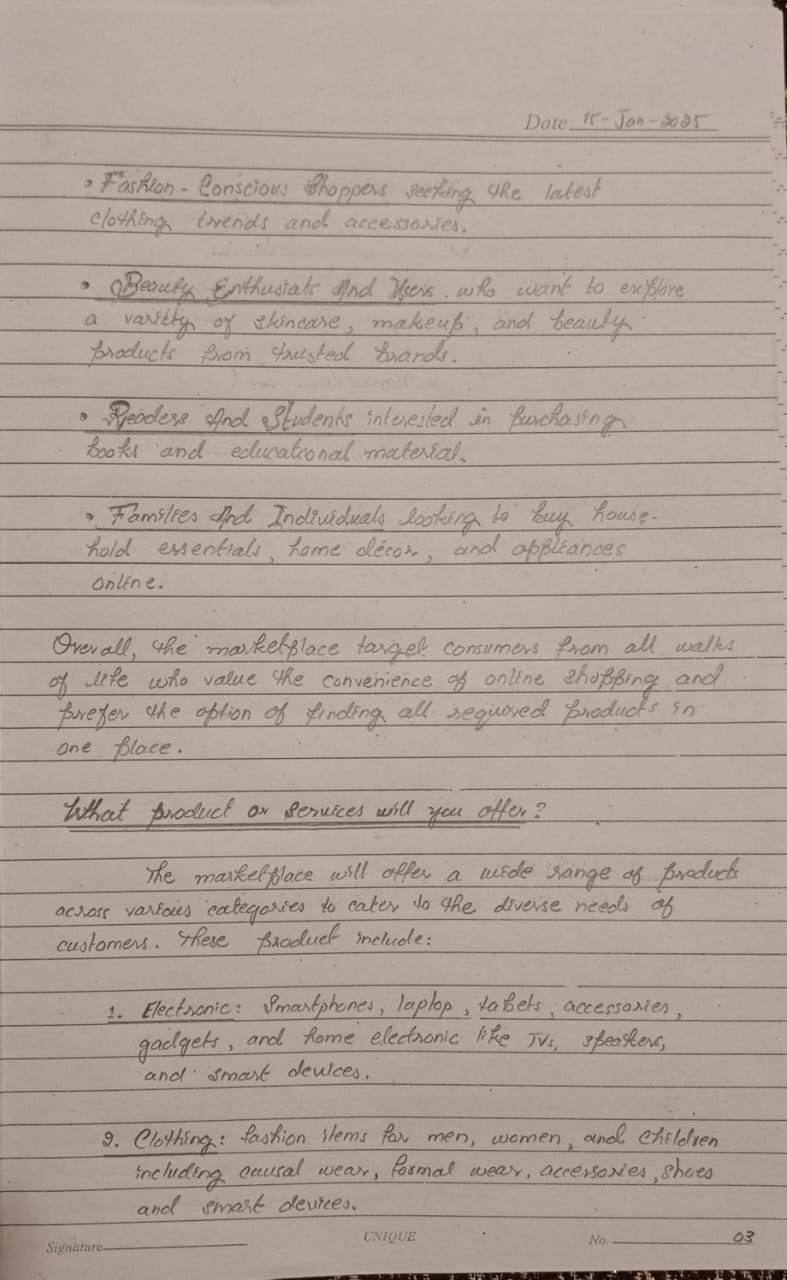 Date 15-Jan-2025
• Fashion-Conscious Shoppers seeking the latest
clothing trends and accessories.
• Beauty Enthusiats And Users. who want to explore
a variety of skincare, makeup, and beauty
products from trusted brands.
• Readers And Students interested in purchasing
books and educational material.
• Families And Individuals looking to buy house-
hold essentials, home décor, and appliances
online.
Overall, the marketplace target consumers from all walks
of life who value the convenience of online shopping and
prefer the option of finding all required products in
one place.
What product or services will you offer?
The marketplace will offer a wide range of products
across various categories to cater to the diverse needs of
customers. These product include:
1. Electronic: Smartphones, laptop, tablets, accessories,
gadgets, and home electronic like TVs, speakers,
and smart devices.
2. Clothing: fashion items for men, women, and children
including causal wear, formal wear, accessories, shoes
and smart devices.
Signature
UNIQUE
No. 03